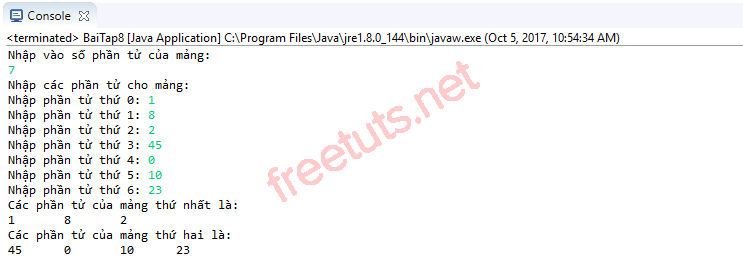 Console
<terminated> BaiTap8 [Java Application] C:\Program Files\Java\jre1.8.0_144\bin\javaw.exe (Oct 5, 2017, 10:54:34 AM)
Nhập vào số phần tử của mảng:
7
Nhập các phần tử cho mảng:
Nhập phần tử thứ 0: 1
Nhập phần tử thứ 1: 8
Nhập phần tử thứ 2: 2
Nhập phần tử thứ 3: 45
Nhập phần tử thứ 4: 0
Nhập phần tử thứ 5: 10
Nhập phần tử thứ 6: 23
Các phần tử của mảng thứ nhất là:
1 8 2
Các phần tử của mảng thứ hai là:
45 0 10 23
freetuts.net